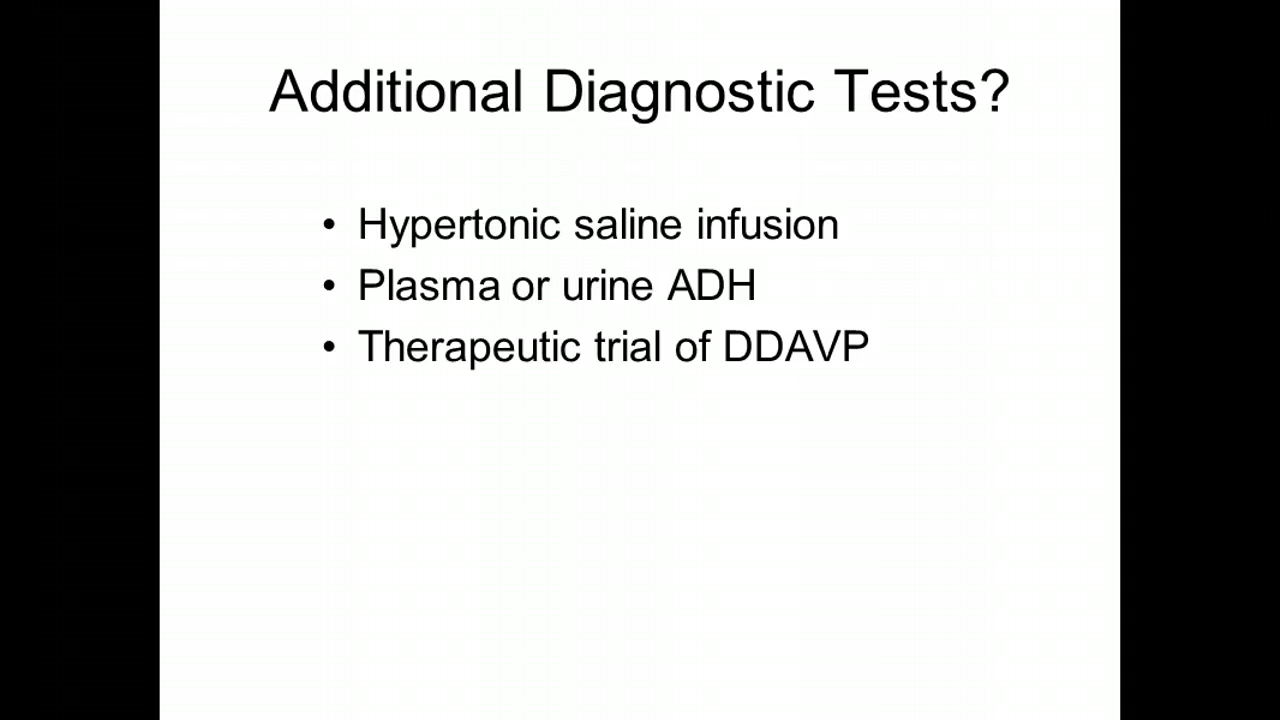 Additional Diagnostic Tests?
• Hypertonic saline infusion
• Plasma or urine ADH
• Therapeutic trial of DDAVP